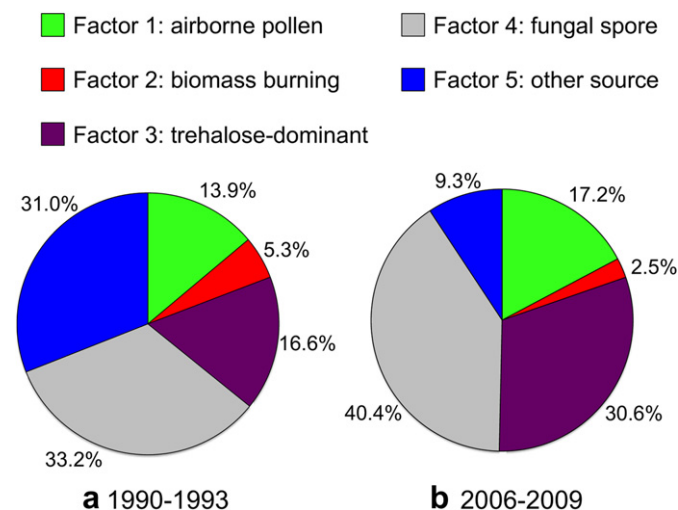 Factor 1: airborne pollen
Factor 4: fungal spore
Factor 2: biomass burning
Factor 5: other source
Factor 3: trehalose-dominant
31.0%
13.9%
5.3%
16.6%
33.2%
9.3%
17.2%
2.5%
30.6%
40.4%
a 1990-1993
b 2006-2009